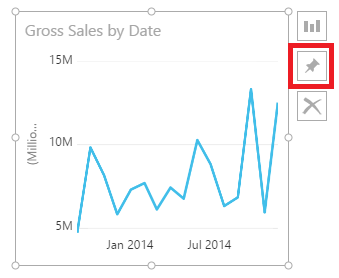 Gross Sales by Date
15M
10M
5M
(Millio...
Jan 2014
Jul 2014